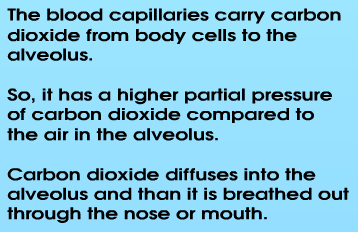 The blood capillaries carry carbon
dioxide from body cells to the
alveolus.
So, it has a higher partial pressure
of carbon dioxide compared to
the air in the alveolus.
Carbon dioxide diffuses into the
alveolus and than it is breathed out
through the nose or mouth.